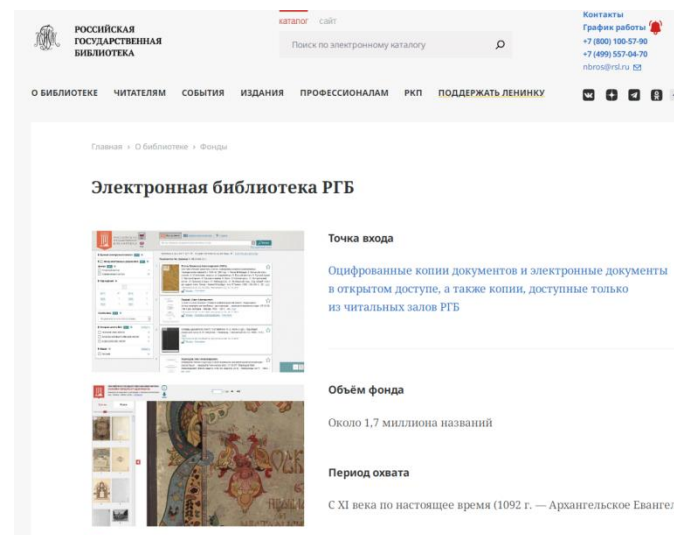 РОССИЙСКАЯ
ГОСУДАРСТВЕННАЯ
БИБЛИОТЕКА
каталог сайт
Поиск по электронному каталогу
Контакты
График работы
+7 (800) 100-57-90
+7 (499) 557-04-70
nbros@rsl.ru
О БИБЛИОТЕКЕ ЧИТАТЕЛЯМ СОБЫТИЯ ИЗДАНИЯ ПРОФЕССИОНАЛАМ РКП ПОДДЕРЖАТЬ ЛЕНИНКУ
Главная › О библиотеке › Фонды
Электронная библиотека РГБ
Точка входа
Оцифрованные копии документов и электронные документы
в открытом доступе, а также копии, доступные только
из читальных залов РГБ
Объём фонда
Около 1,7 миллиона названий
Период охвата
С XI века по настоящее время (1092 г. — Архангельское Евангел